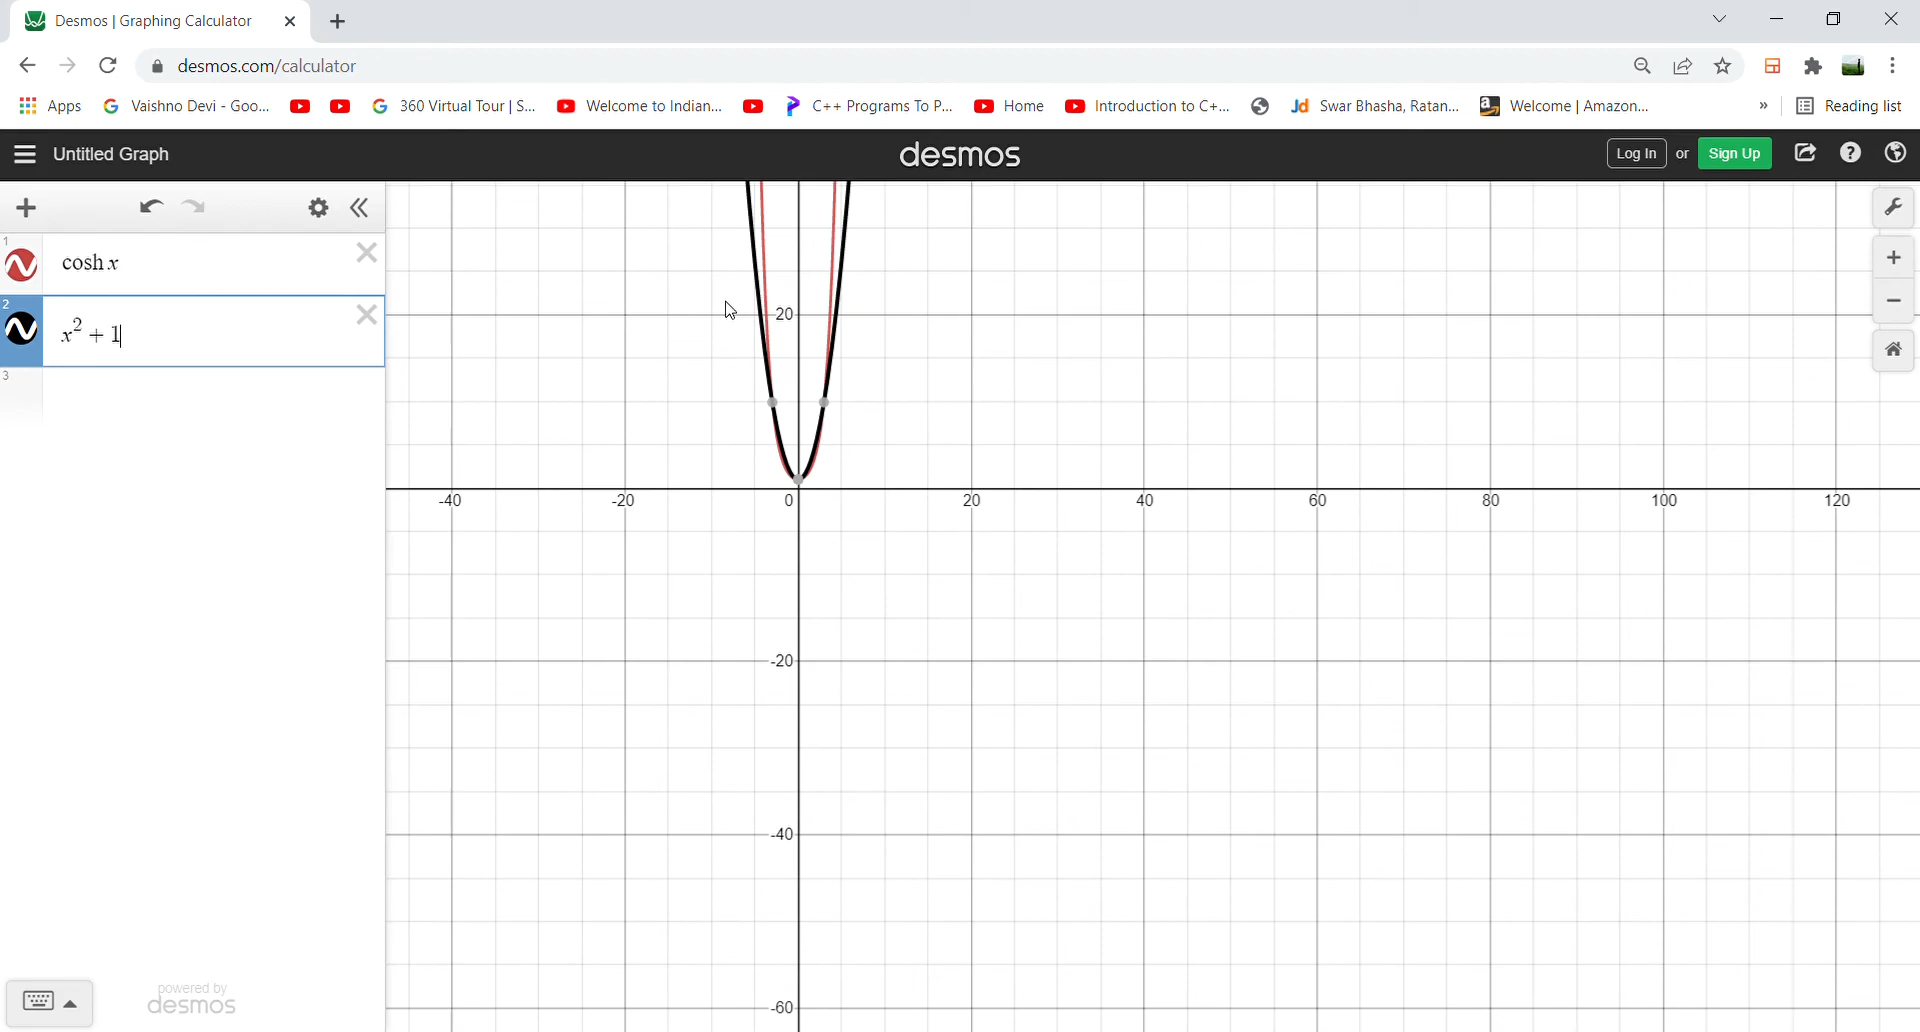 Desmos | Graphing Calculator
desmos.com/calculator
Apps Vaishno Devi - Goo... 360 Virtual Tour | S... Welcome to Indian... C++ Programs To P... Home Introduction to C+... Jd Swar Bhasha, Ratan... Welcome | Amazon... » Reading list
Untitled Graph desmos Log In or Sign Up
1 cosh x
2 x² + 1
3
20
-40 -20 0 20 40 60 80 100 120
-20
-40
-60
powered by
desmos